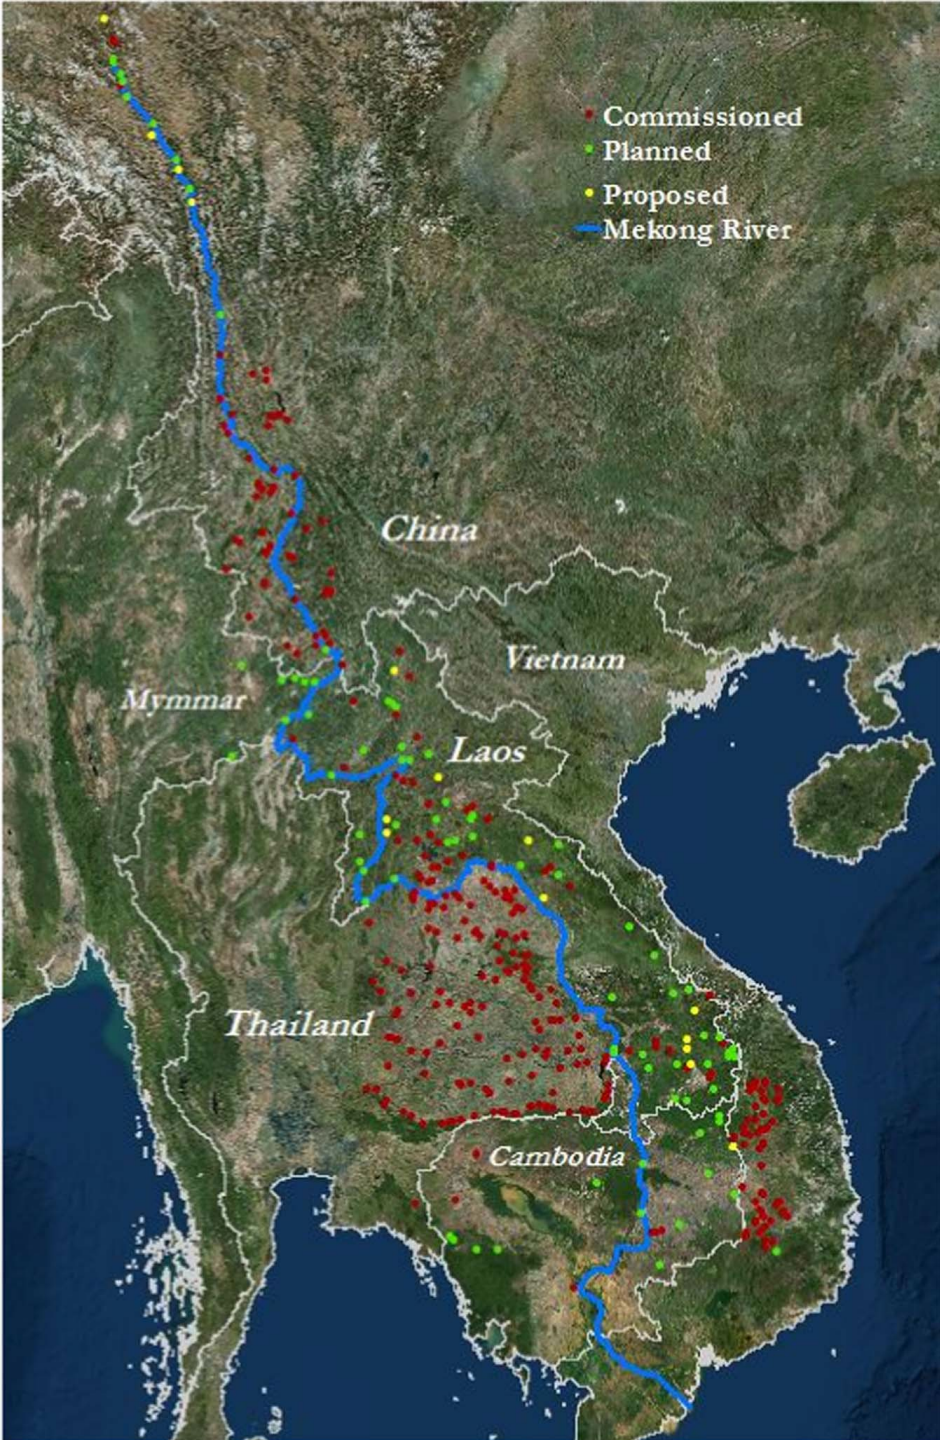 Commissioned
Planned
Proposed
Mekong River
China
Vietnam
Mymmar
Laos
Thailand
Cambodia